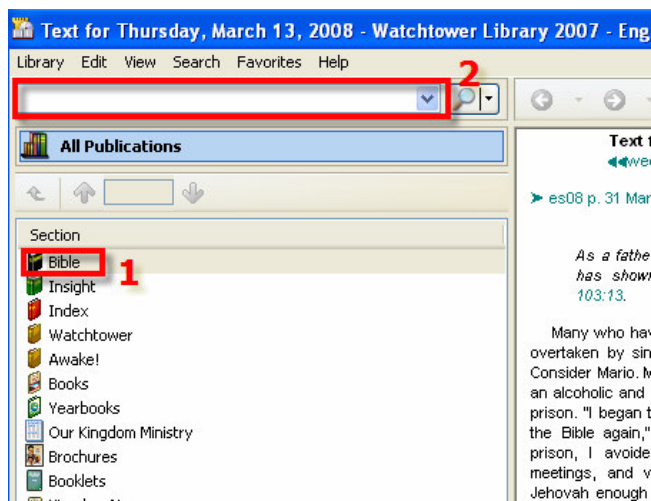 Text for Thursday, March 13, 2008 - Watchtower Library 2007 - Eng
Library Edit View Search Favorites Help
2
All Publications
Section
Bible
1
Insight
Index
Watchtower
Awake!
Books
Yearbooks
Our Kingdom Ministry
Brochures
Booklets
Text
es08 p. 31 Mar
As a fathe
has shown
103:13.
Many who hav
overtaken by sin
Consider Mario. M
an alcoholic and
prison. "I began t
the Bible again,"
prison, I avoide
meetings, and v
Jehovah enough